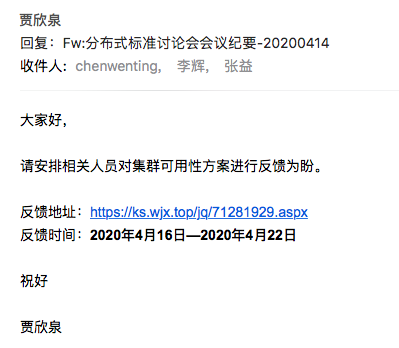 贾欣泉
回复：Fw:分布式标准讨论会会议纪要-20200414
收件人：chenwenting, 李辉, 张益
大家好,
请安排相关人员对集群可用性方案进行反馈为盼。
反馈地址：https://ks.wjx.top/jq/71281929.aspx
反馈时间：2020年4月16日—2020年4月22日
祝好
贾欣泉